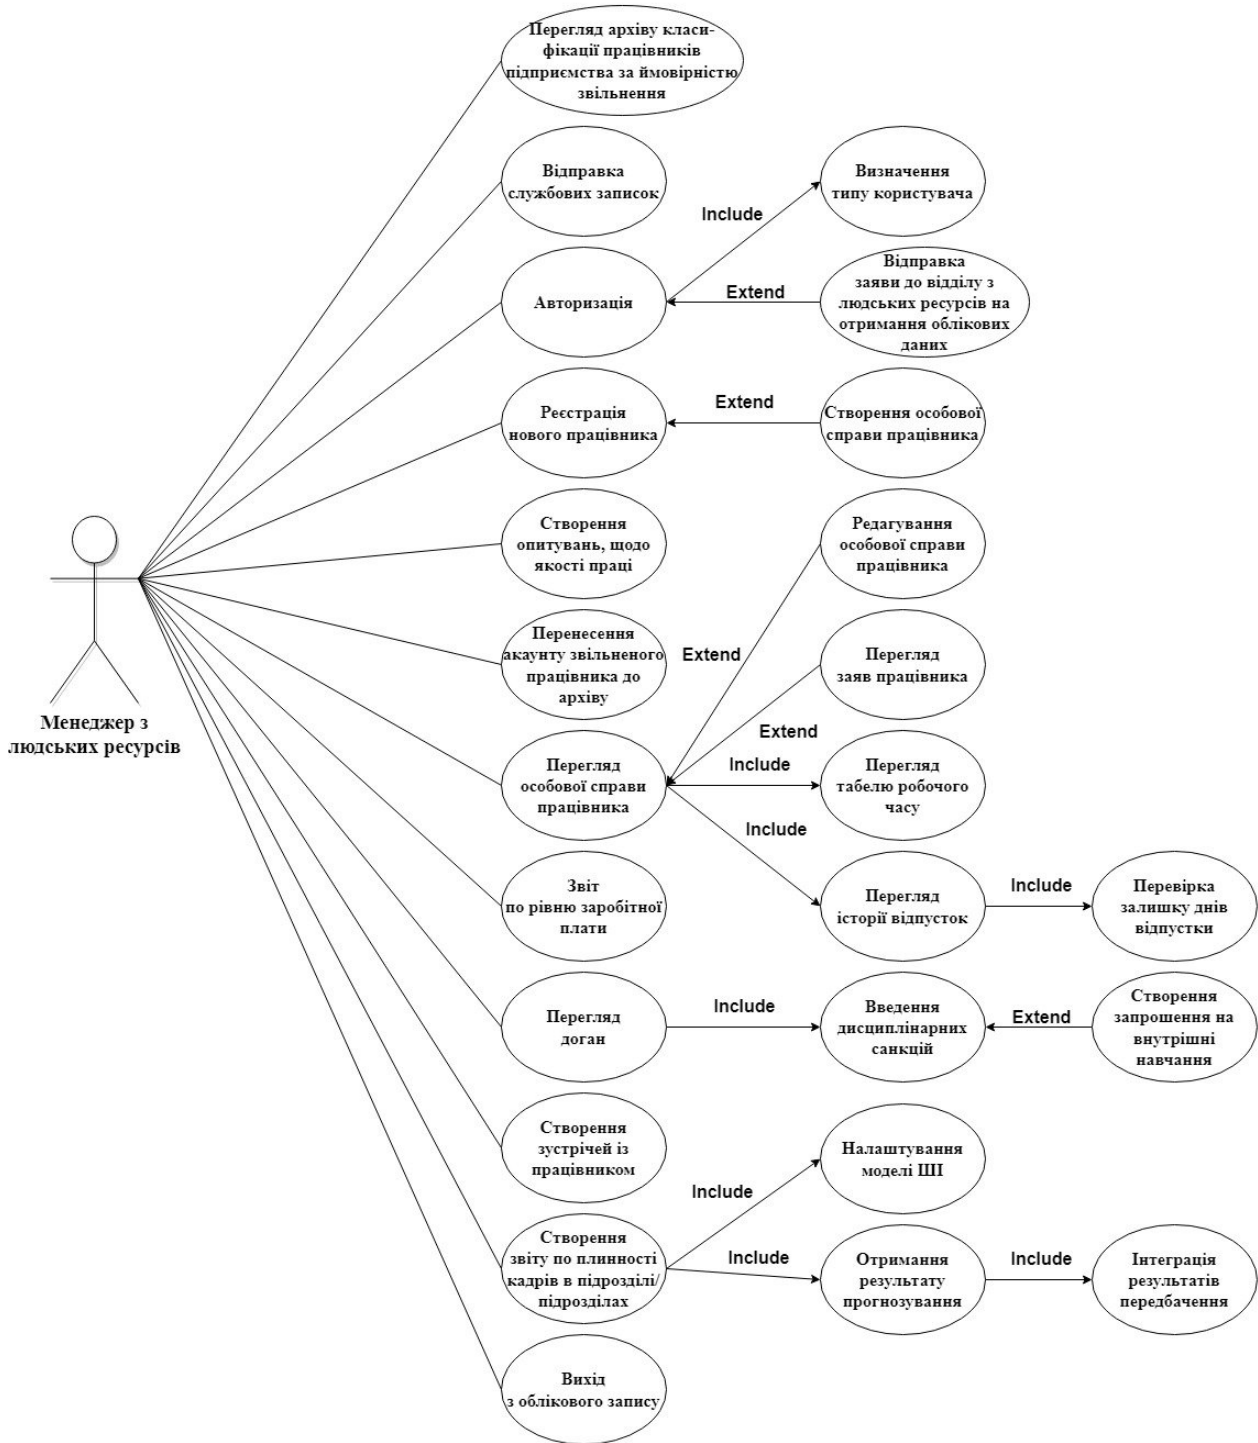 Перегляд архіву класи-
фікації працівників
підприємства за ймовірністю
звільнення
Відправка
службових записок
Визначення
типу користувача
Include
Авторизація
Extend
Відправка
заяви до відділу з
людських ресурсів на
отримання облікових
даних
Реєстрація
нового працівника
Extend
Створення особової
справи працівника
Створення
опитувань, щодо
якості праці
Редагування
особової справи
працівника
Перенесення
акаунту звільненого
працівника до
архіву
Extend
Перегляд
заяв працівника
Extend
Менеджер з
людських ресурсів
Перегляд
особової справи
працівника
Include
Перегляд
табелю робочого
часу
Include
Звіт
по рівню заробітної
плати
Перегляд
історії відпусток
Include
Перевірка
залишку днів
відпустки
Перегляд
доган
Include
Введення
дисциплінарних
санкцій
Extend
Створення
запрошення на
внутрішні
навчання
Створення
зустрічей із
працівником
Налаштування
моделі ШІ
Include
Створення
звіту по плинності
кадрів в підрозділі/
підрозділах
Include
Отримання
результату
прогнозування
Include
Інтеграція
результатів
передбачення
Вихід
з облікового запису